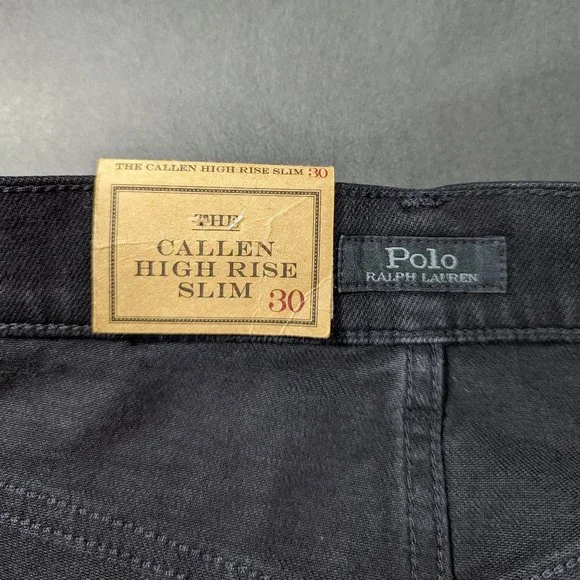 THE CALLEN HIGH RISE SLIM 30
THE
CALLEN
HIGH RISE
SLIM 30
Polo
RALPH LAUREN